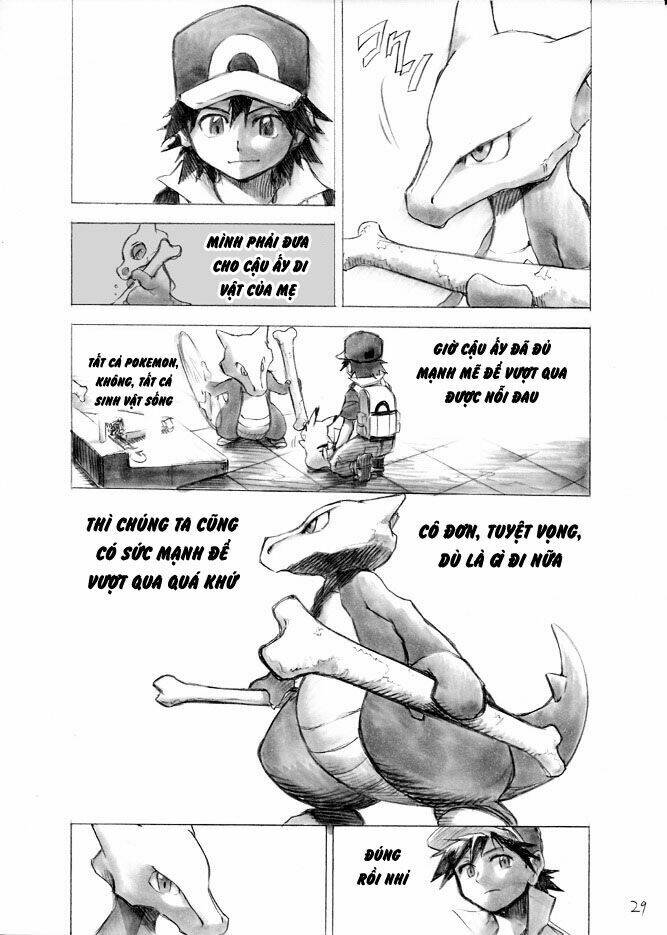 コクッ
MÌNH PHẢI ĐƯA
CHO CẬU ẤY DI
VẬT CỦA MẸ
GIỜ CẬU ẤY ĐÃ ĐỦ
MẠNH MẼ ĐỂ VƯỢT QUA
ĐƯỢC NỖI ĐAU
TẤT CẢ POKEMON,
KHÔNG, TẤT CẢ
SINH VẬT SỐNG
CÔ ĐƠN, TUYỆT VỌNG,
DÙ LÀ GÌ ĐI NỮA
THÌ CHÚNG TA CŨNG
CÓ SỨC MẠNH ĐỂ
VƯỢT QUA QUÁ KHỨ
ĐÚNG
RỒI NHỈ
29